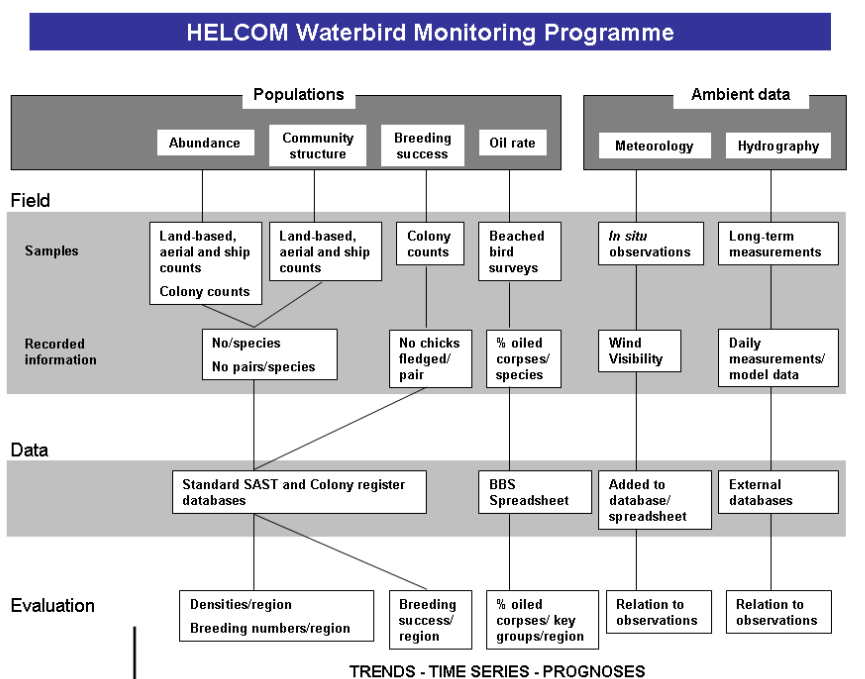 HELCOM Waterbird Monitoring Programme
Populations
Ambient data
Abundance
Community
structure
Breeding
success
Oil rate
Meteorology
Hydrography
Field
Samples
Land-based,
aerial and ship
counts
Colony counts
Land-based,
aerial and ship
counts
Colony
counts
Beached
bird
surveys
In situ
observations
Long-term
measurements
Recorded
information
No/species
No pairs/species
No chicks
fledged/
pair
% oiled
corpses/
species
Wind
Visibility
Daily
measurements/
model data
Data
Standard SAST and Colony register
databases
BBS
Spreadsheet
Added to
database/
spreadsheet
External
databases
Evaluation
Densities/region
Breeding numbers/region
Breeding
success/
region
% oiled
corpses/ key
groups/region
Relation to
observations
Relation to
observations
TRENDS - TIME SERIES - PROGNOSES